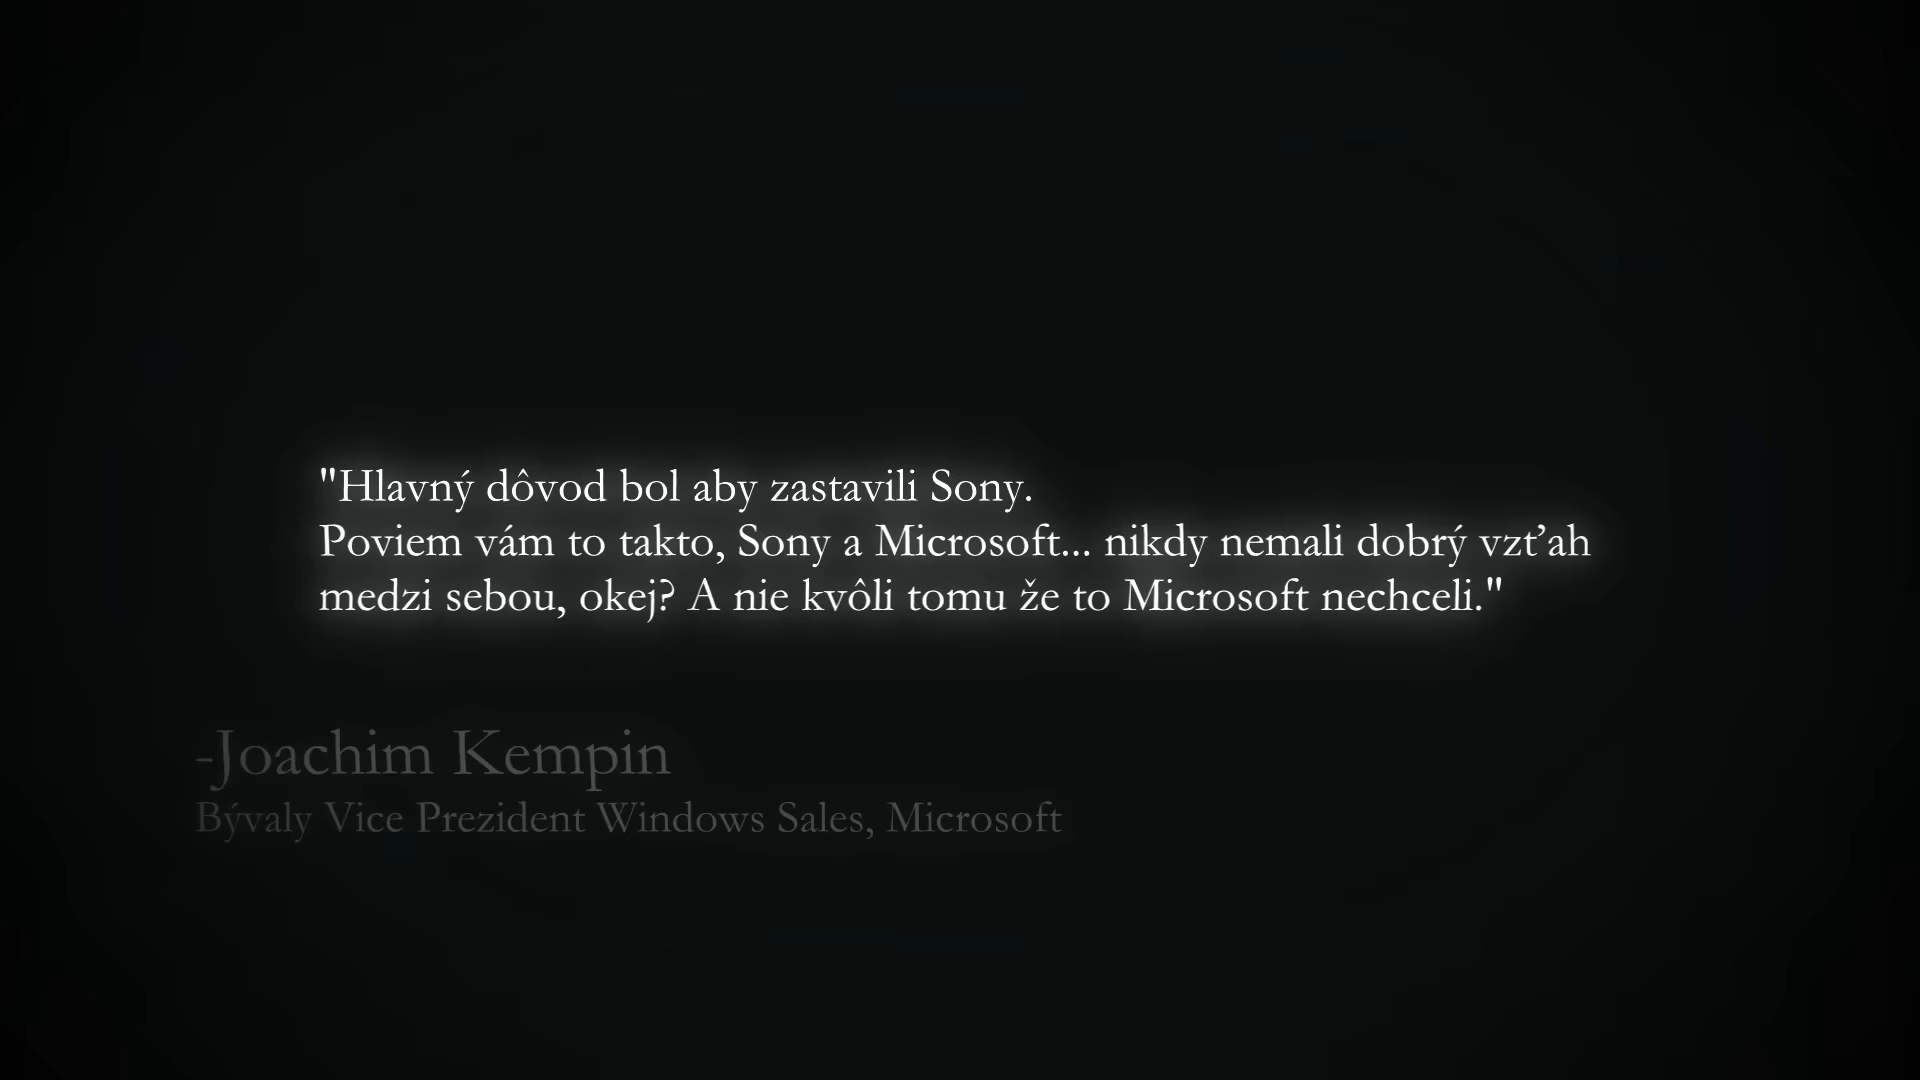 "Hlavný dôvod bol aby zastavili Sony.
Poviem vám to takto, Sony a Microsoft... nikdy nemali dobrý vzťah
medzi sebou, okej? A nie kvôli tomu že to Microsoft nechceli."
-Joachim Kempin
Bývaly Vice Prezident Windows Sales, Microsoft